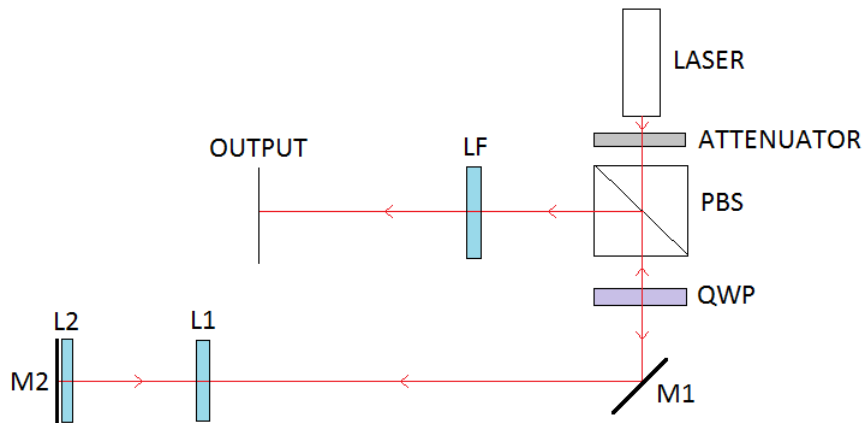 LASER
ATTENUATOR
OUTPUT
LF
PBS
QWP
L2
L1
M2
M1